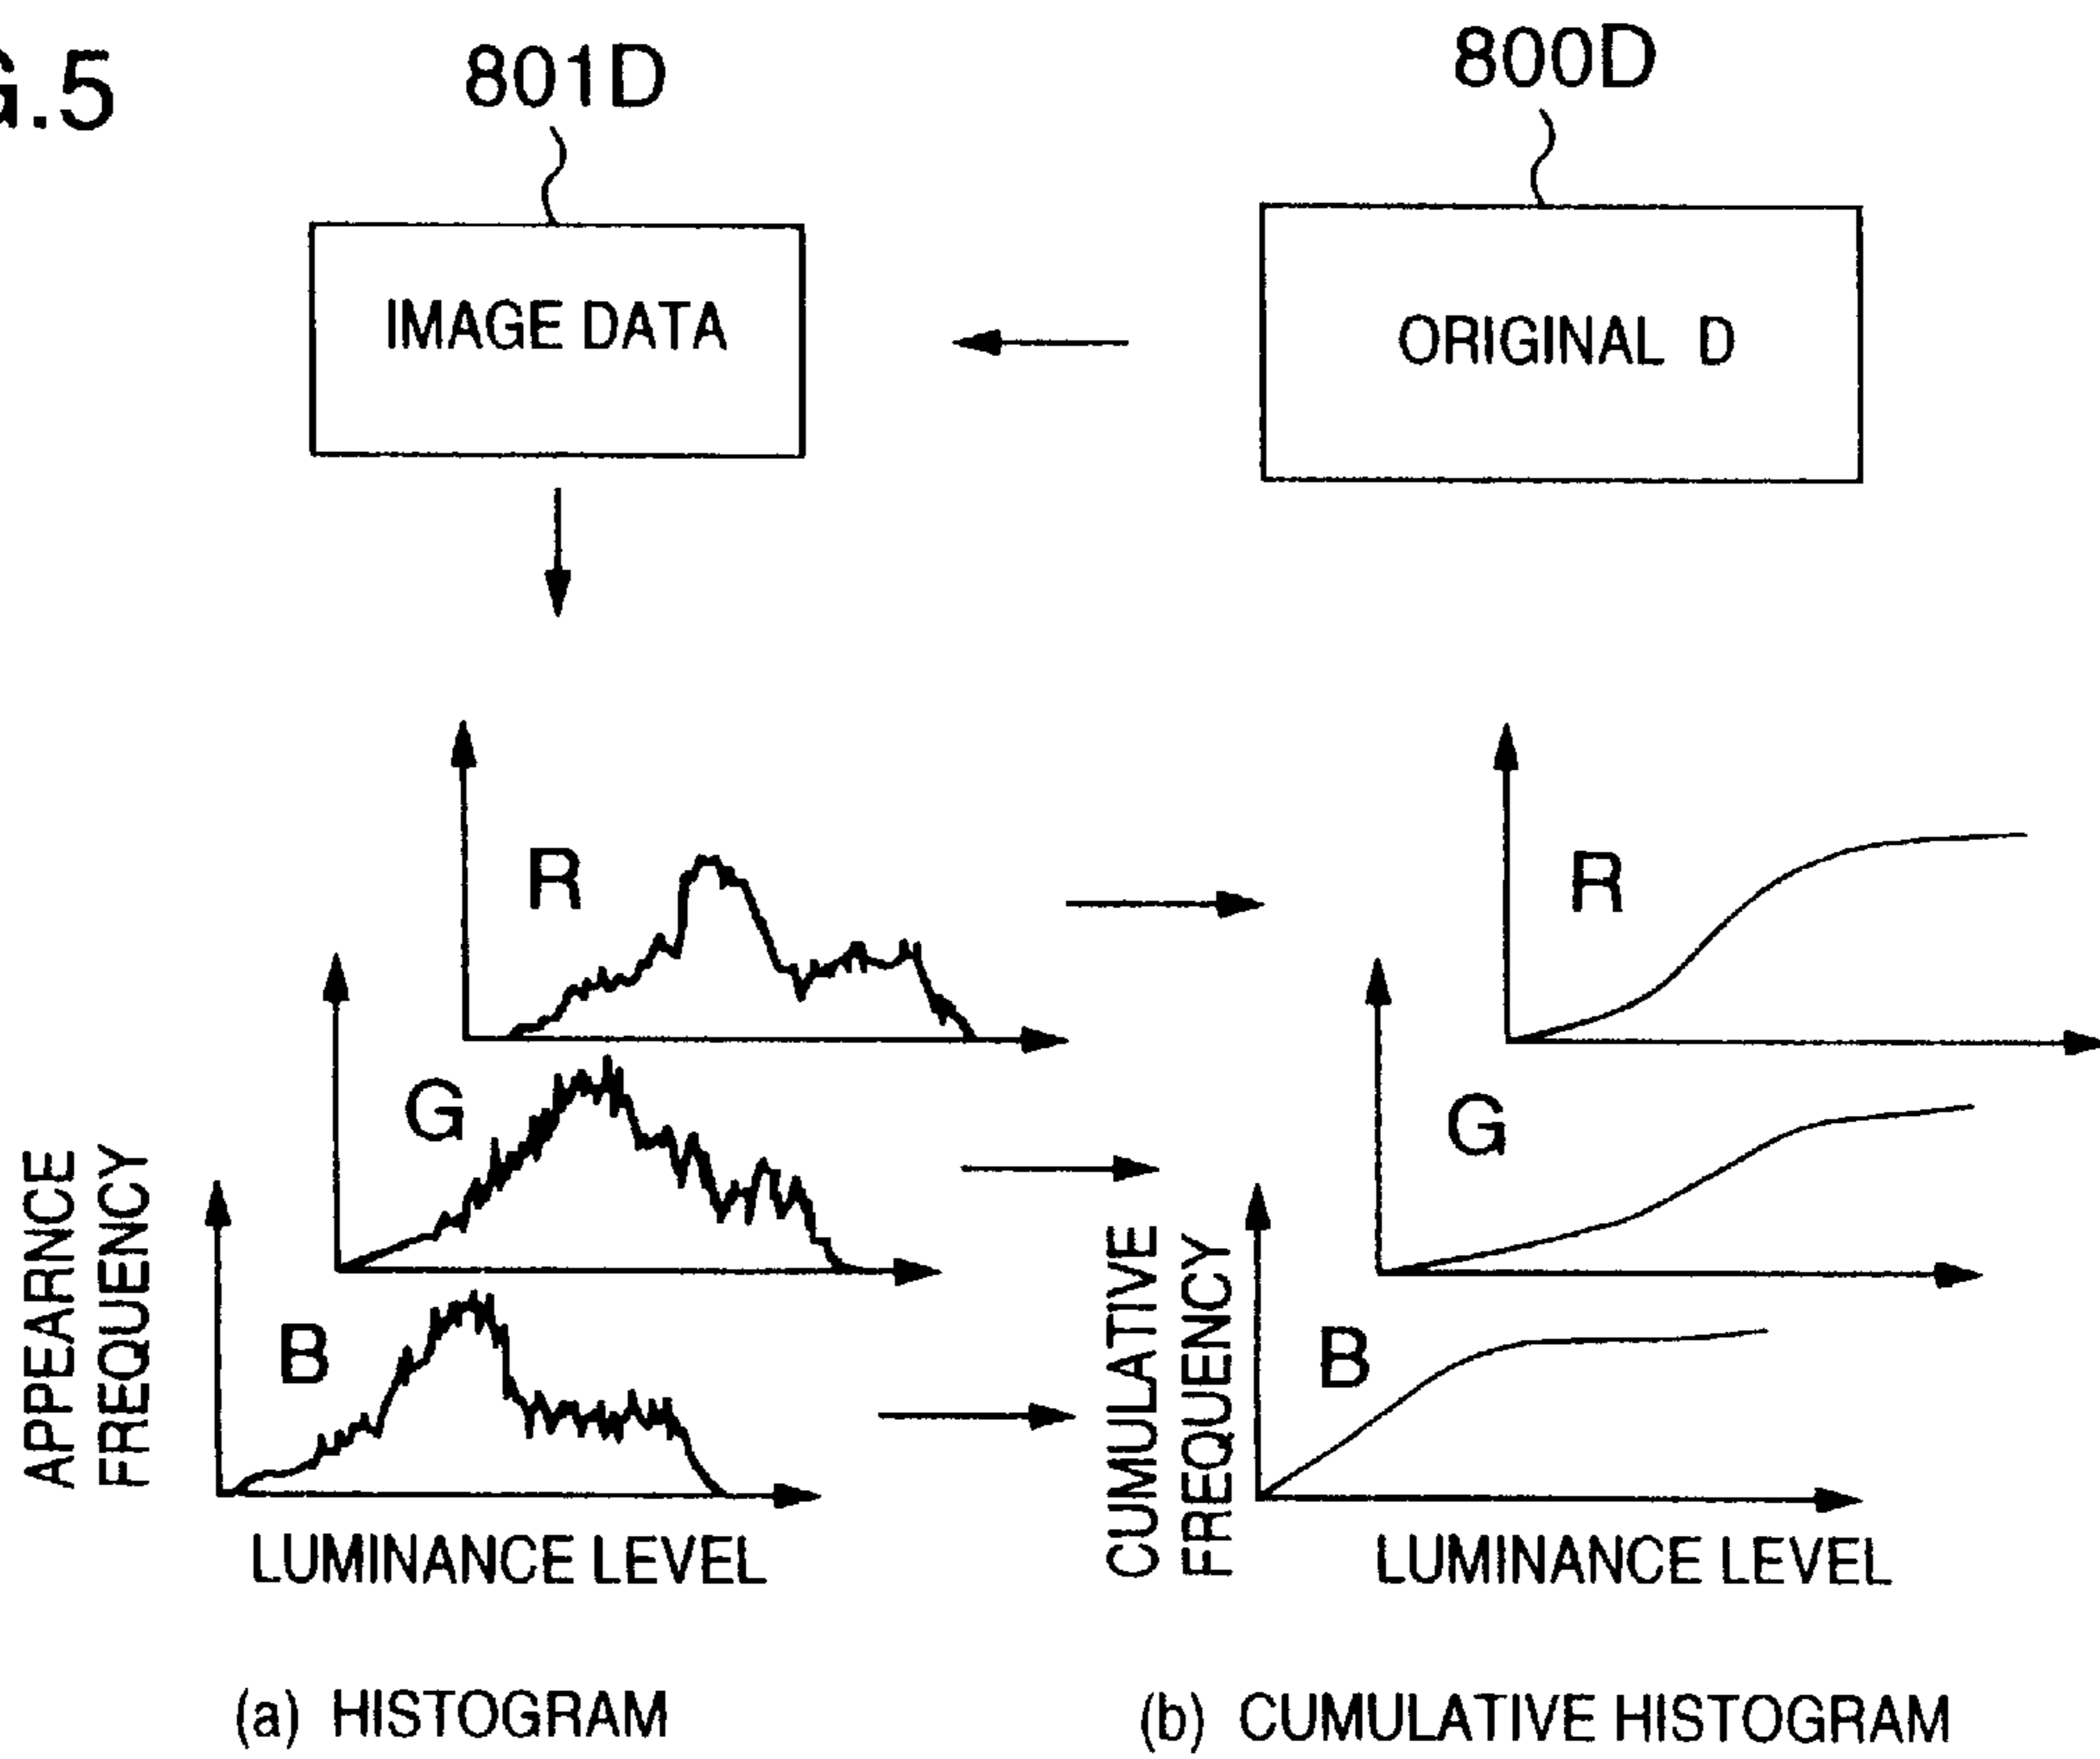 G.5
801D
800D
IMAGE DATA
ORIGINAL D
R
G
B
APPEARNCE
FREQUENCY
LUMINANCE LEVEL
(a) HISTOGRAM
R
G
B
CUMULATIVE
FREQUENCY
LUMINANCE LEVEL
(b) CUMULATIVE HISTOGRAM